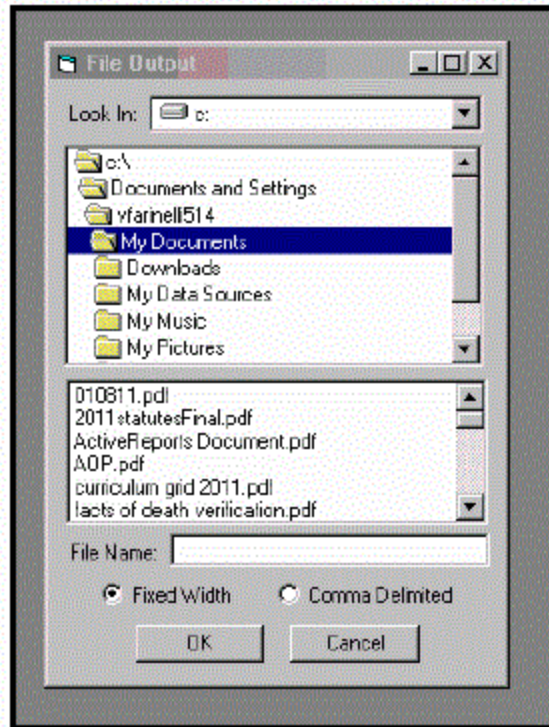 File Output
Look In: c:
c:\
Documents and Settings
vfarinelli514
My Documents
Downloads
My Data Sources
My Music
My Pictures
010811.pdf
2011statutesFinal.pdf
ActiveReports Document.pdf
AOP.pdf
curriculum grid 2011.pdf
facts of death verification.pdf
File Name:
Fixed Width Comma Delimited
OK Cancel